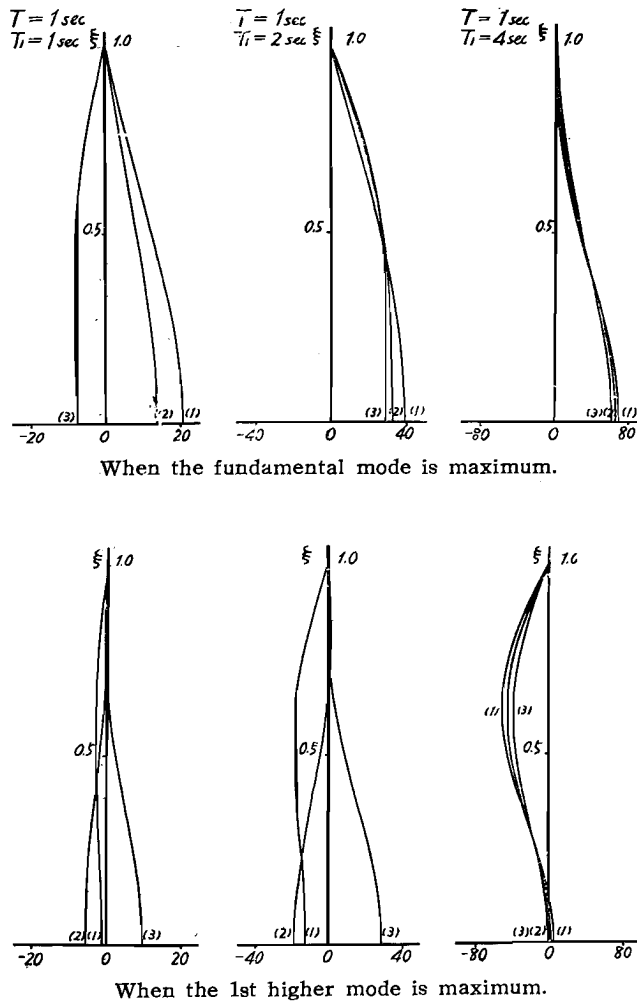 T = 1 sec
T₁ = 1 sec ξ 1.0
0.5
(3) (2) (1)
-20 0 20
T = 1 sec
T₁ = 2 sec ξ 1.0
0.5
(3) (2) (1)
-40 0 40
T = 1 sec
T₁ = 4 sec ξ 1.0
0.5
(3) (2) (1)
-80 0 80
When the fundamental mode is maximum.
ξ 1.0
0.5
(2) (1) (3)
-20 0 20
ξ 1.0
0.5
(2) (1) (3)
-40 0 40
ξ 1.0
(1) (3)
0.5
(3) (2) (1)
-80 0 80
When the 1st higher mode is maximum.